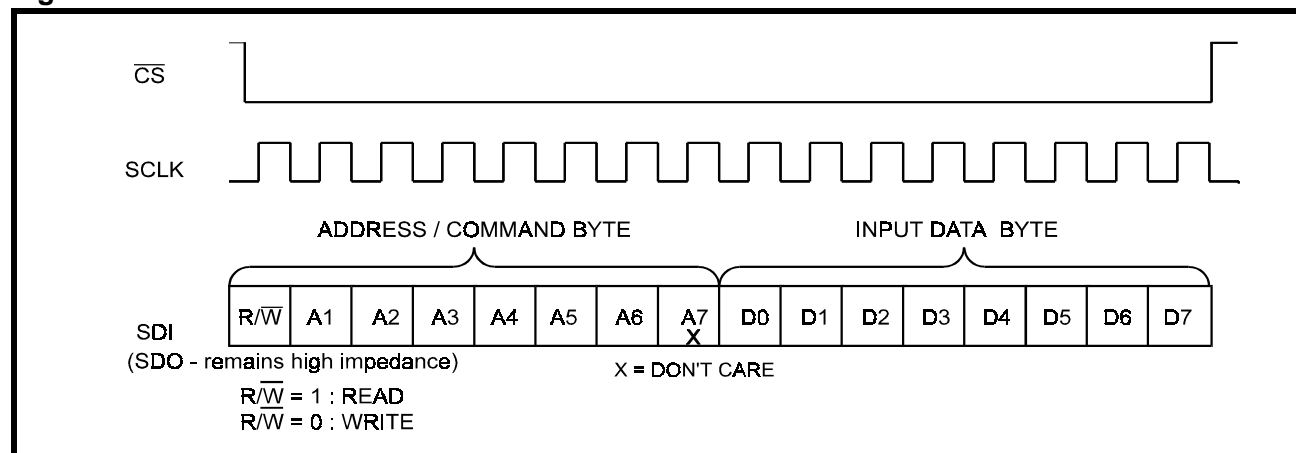 CS
SCLK
ADDRESS / COMMAND BYTE INPUT DATA BYTE
SDI R/W A1 A2 A3 A4 A5 A6 A7 D0 D1 D2 D3 D4 D5 D6 D7
X
(SDO - remains high impedance) X = DON'T CARE
R/W = 1 : READ
R/W = 0 : WRITE